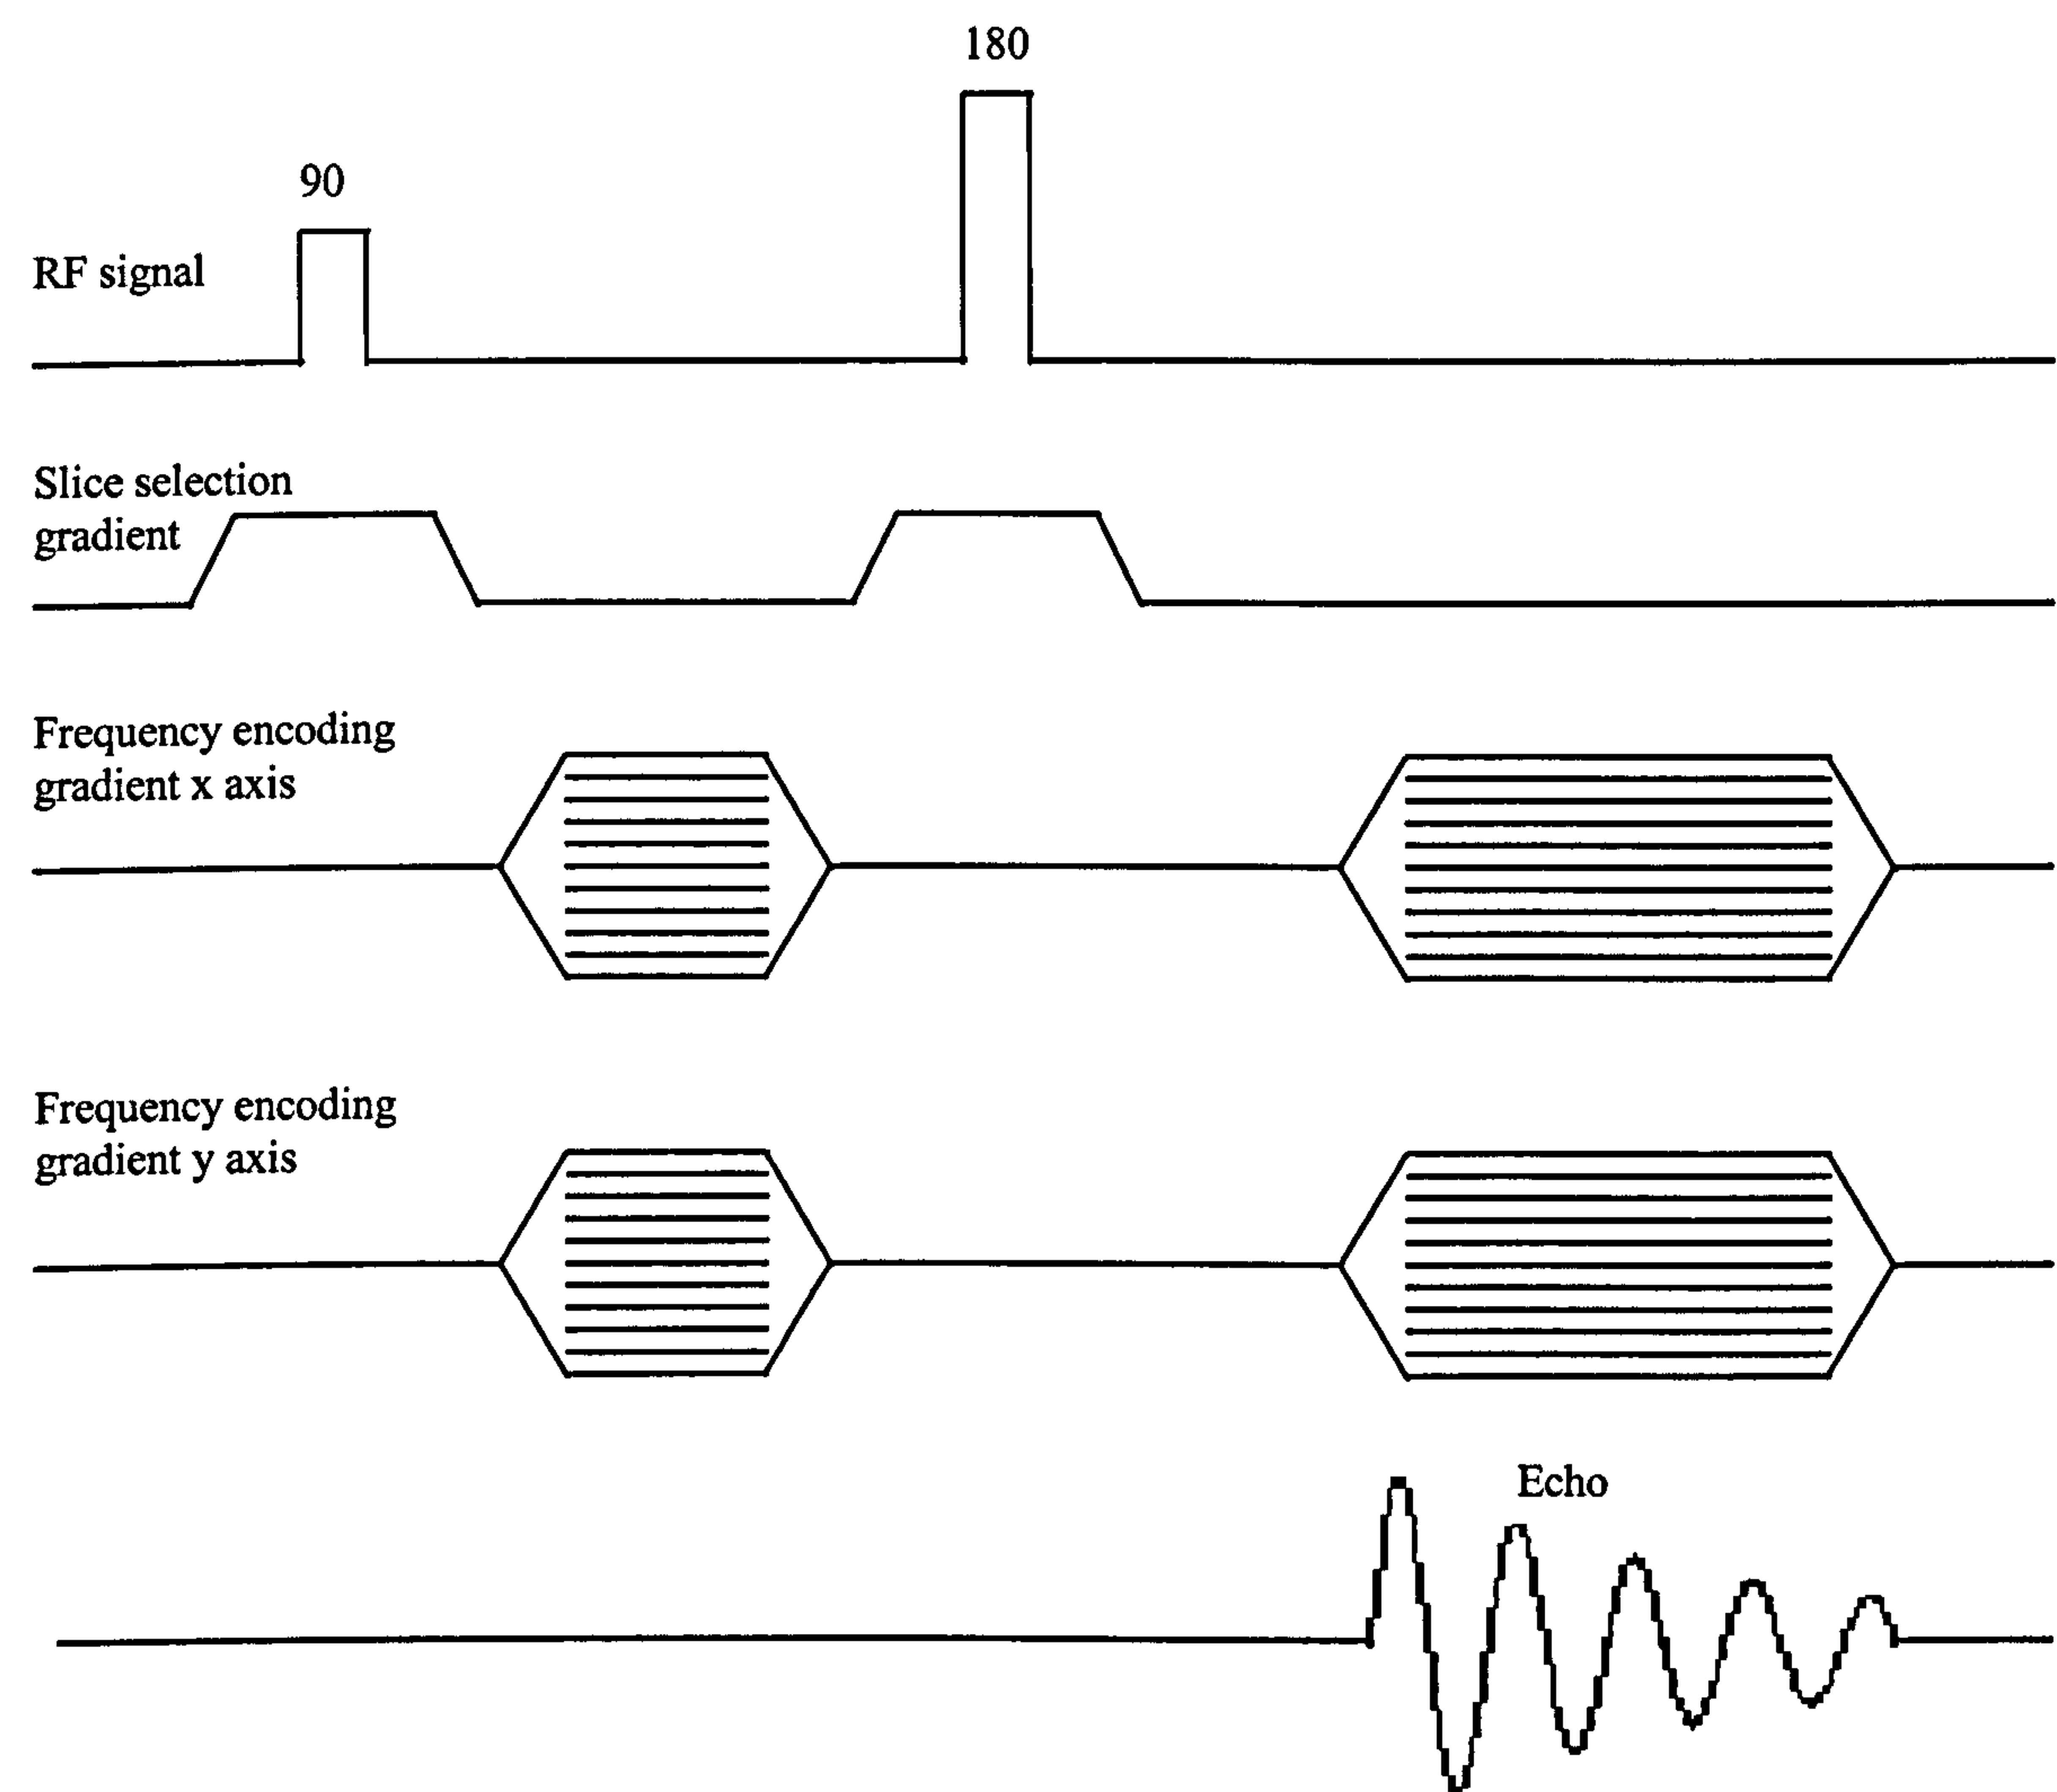 180
90
RF signal
Slice selection
gradient
Frequency encoding
gradient x axis
Frequency encoding
gradient y axis
Echo